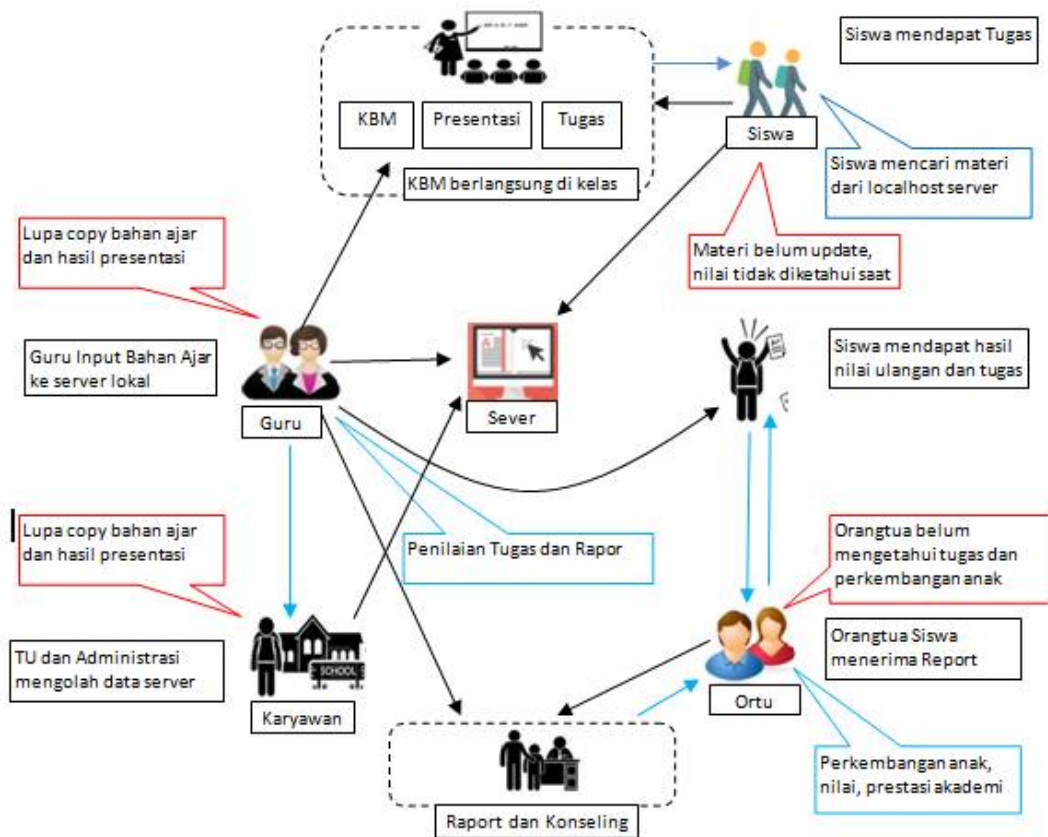 KBM
Presentasi
Tugas
KBM berlangsung di kelas
Siswa mendapat Tugas
Siswa
Siswa mencari materi
dari localhost server
Materi belum update,
nilai tidak diketahui saat
Lupa copy bahan ajar
dan hasil presentasi
Guru Input Bahan Ajar
ke server lokal
Guru
Sever
Siswa mendapat hasil
nilai ulangan dan tugas
Lupa copy bahan ajar
dan hasil presentasi
Penilaian Tugas dan Rapor
Orangtua belum
mengetahui tugas dan
perkembangan anak
TU dan Administrasi
mengolah data server
SCHOOL
Karyawan
Orangtua Siswa
menerima Report
Ortu
Perkembangan anak,
nilai, prestasi akademi
Raport dan Konseling